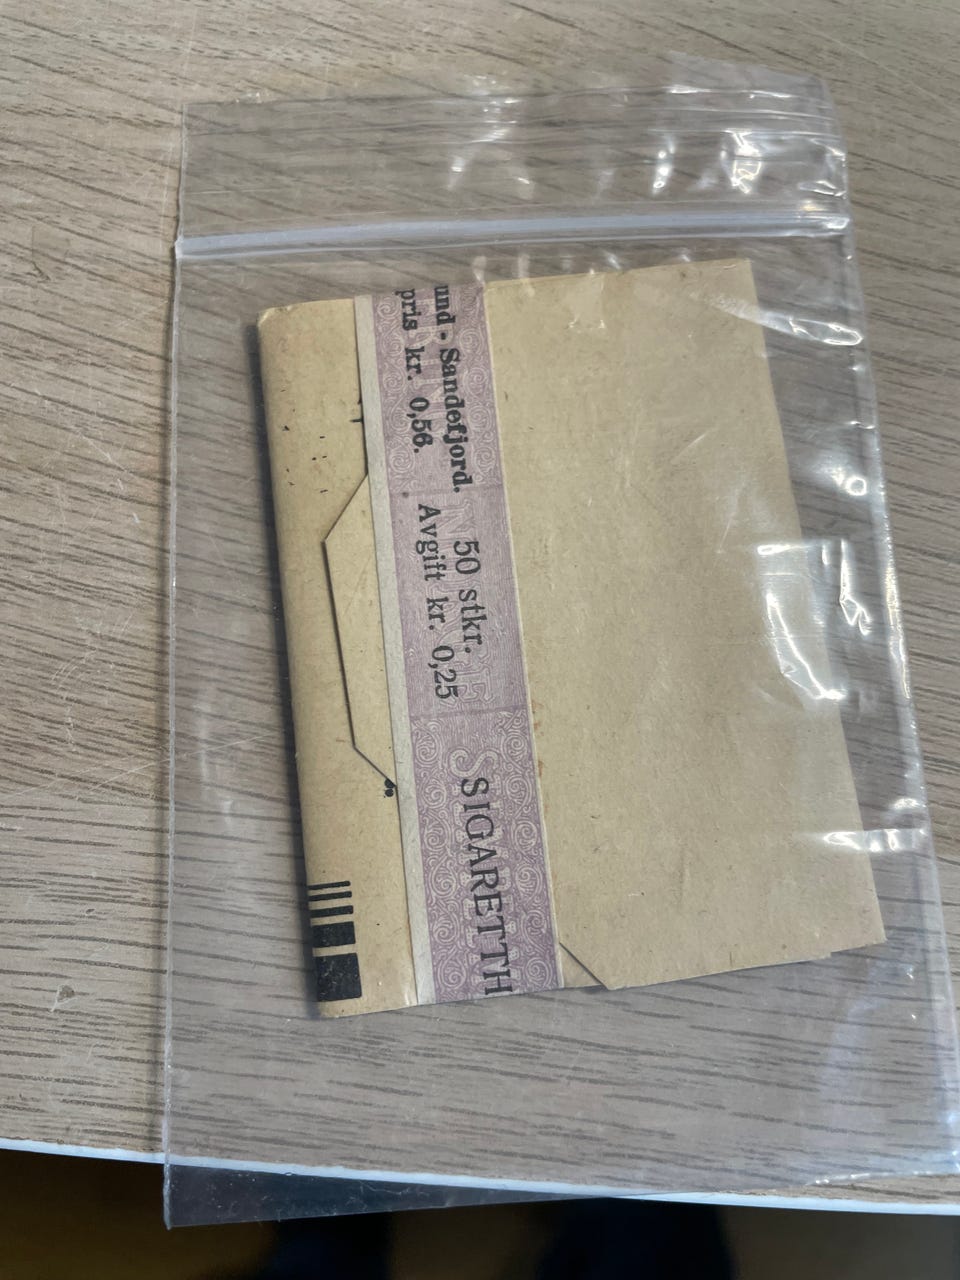 und - Sandefjord.
pris kr. 0,56.
50 stkr.
Avgift kr. 0,25
SIGARETTH